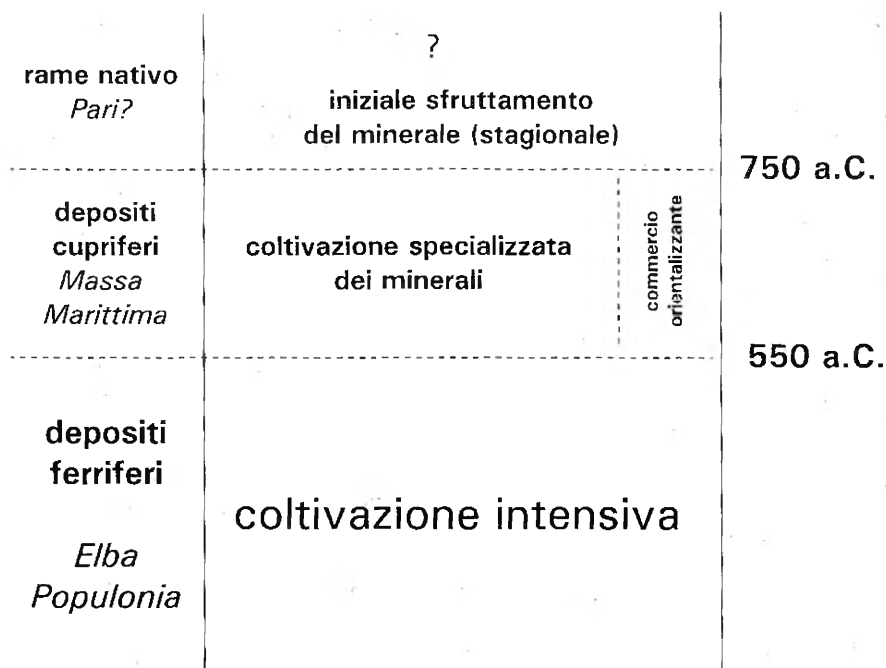 ?
rame nativo
Pari?
iniziale sfruttamento
del minerale (stagionale)
750 a.C.
depositi
cupriferi
Massa
Marittima
coltivazione specializzata
dei minerali
commercio
orientalizzante
550 a.C.
depositi
ferriferi
Elba
Populonia
coltivazione intensiva